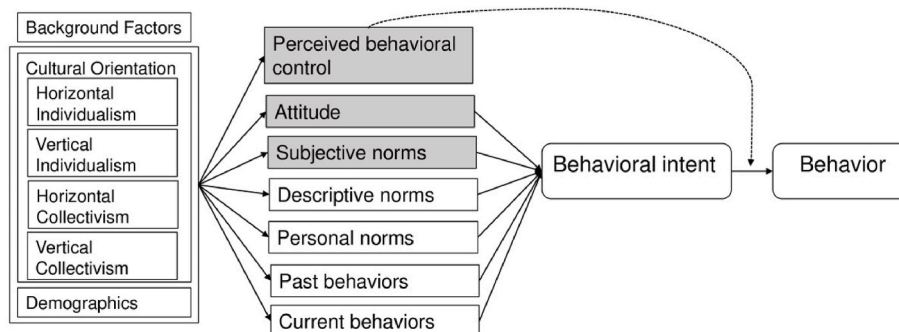 Background Factors
Cultural Orientation
Horizontal
Individualism
Vertical
Individualism
Horizontal
Collectivism
Vertical
Collectivism
Demographics
Perceived behavioral
control
Attitude
Subjective norms
Descriptive norms
Personal norms
Past behaviors
Current behaviors
Behavioral intent
Behavior